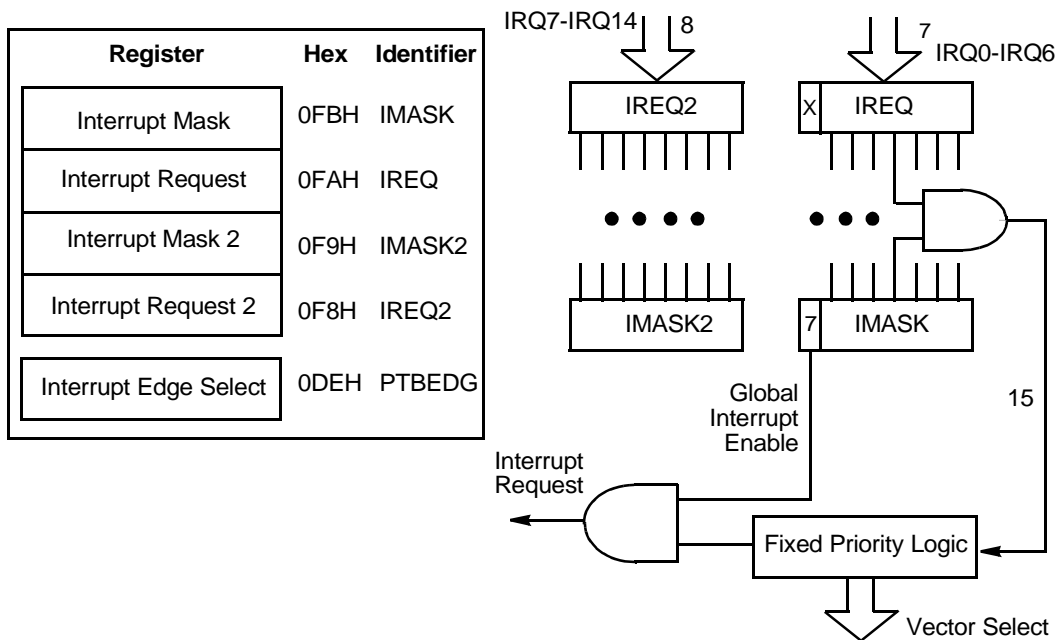 Register Hex Identifier
Interrupt Mask 0FBH IMASK
Interrupt Request 0FAH IREQ
Interrupt Mask 2 0F9H IMASK2
Interrupt Request 2 0F8H IREQ2
Interrupt Edge Select 0DEH PTBEDG
IRQ7-IRQ14
8
7
IRQ0-IRQ6
IREQ2
X IREQ
IMASK2
7 IMASK
Global
Interrupt
Enable
15
Interrupt
Request
Fixed Priority Logic
Vector Select